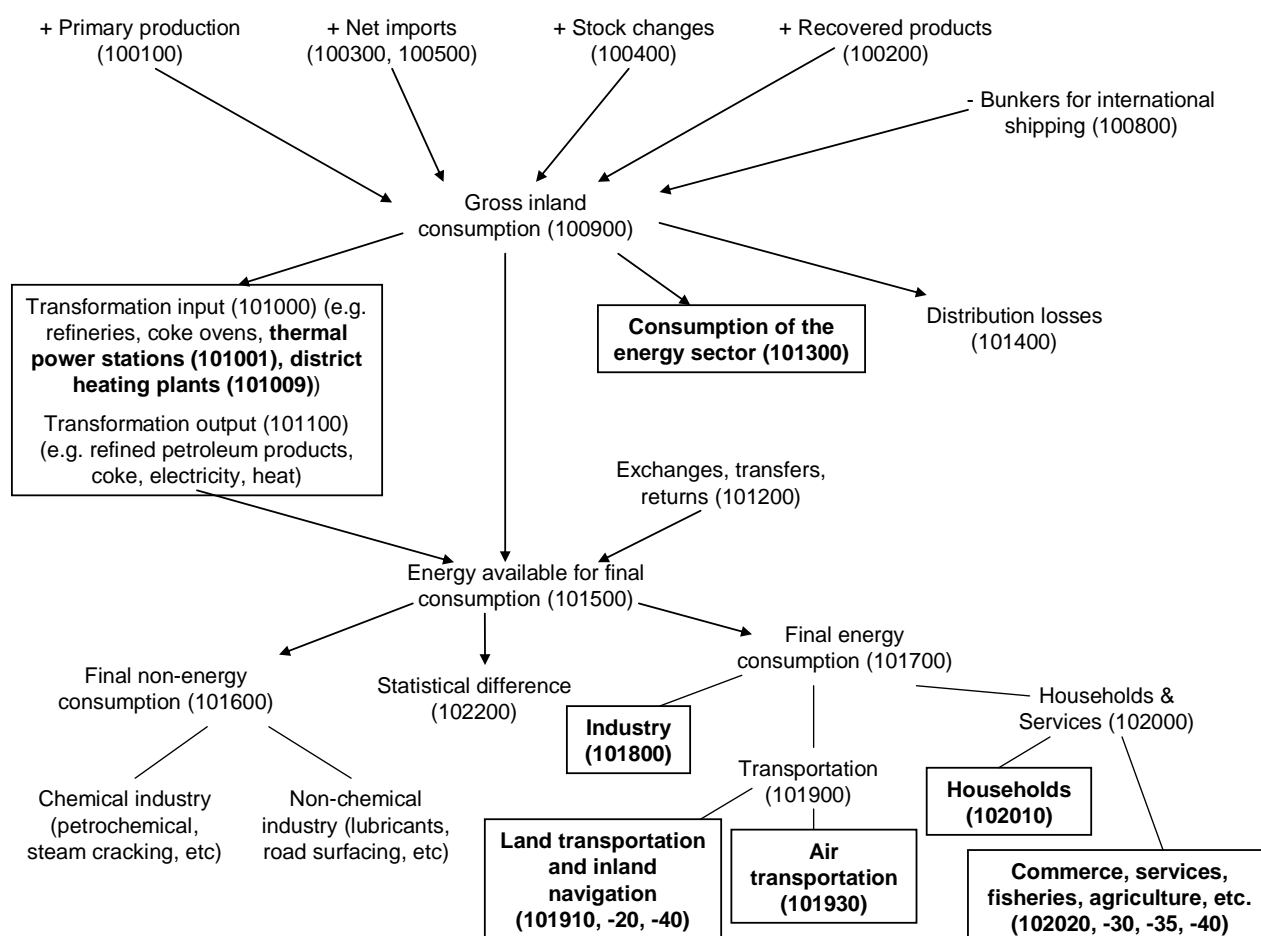 + Primary production
(100100)
+ Net imports
(100300, 100500)
+ Stock changes
(100400)
+ Recovered products
(100200)
- Bunkers for international
shipping (100800)
Gross inland
consumption (100900)
Transformation input (101000) (e.g.
refineries, coke ovens, thermal
power stations (101001), district
heating plants (101009))
Transformation output (101100)
(e.g. refined petroleum products,
coke, electricity, heat)
Consumption of the
energy sector (101300)
Distribution losses
(101400)
Exchanges, transfers,
returns (101200)
Energy available for final
consumption (101500)
Final non-energy
consumption (101600)
Statistical difference
(102200)
Final energy
consumption (101700)
Industry
(101800)
Households &
Services (102000)
Transportation
(101900)
Households
(102010)
Chemical industry
(petrochemical,
steam cracking, etc)
Non-chemical
industry (lubricants,
road surfacing, etc)
Land transportation
and inland
navigation
(101910, -20, -40)
Air
transportation
(101930)
Commerce, services,
fisheries, agriculture, etc.
(102020, -30, -35, -40)